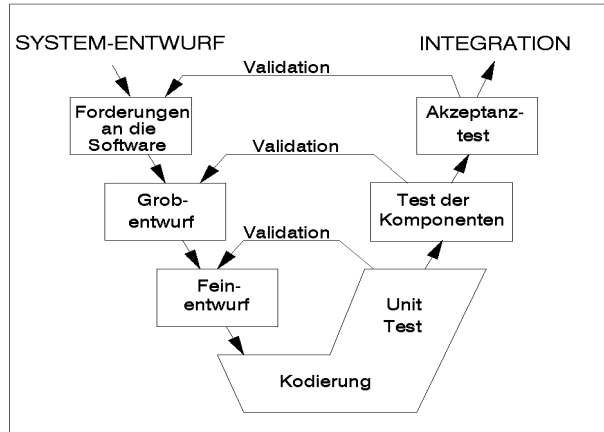 SYSTEM-ENTWURF
INTEGRATION
Validation
Forderungen
an die
Software
Akzeptanz-
test
Validation
Grob-
entwurf
Test der
Komponenten
Validation
Fein-
entwurf
Unit
Test
Kodierung